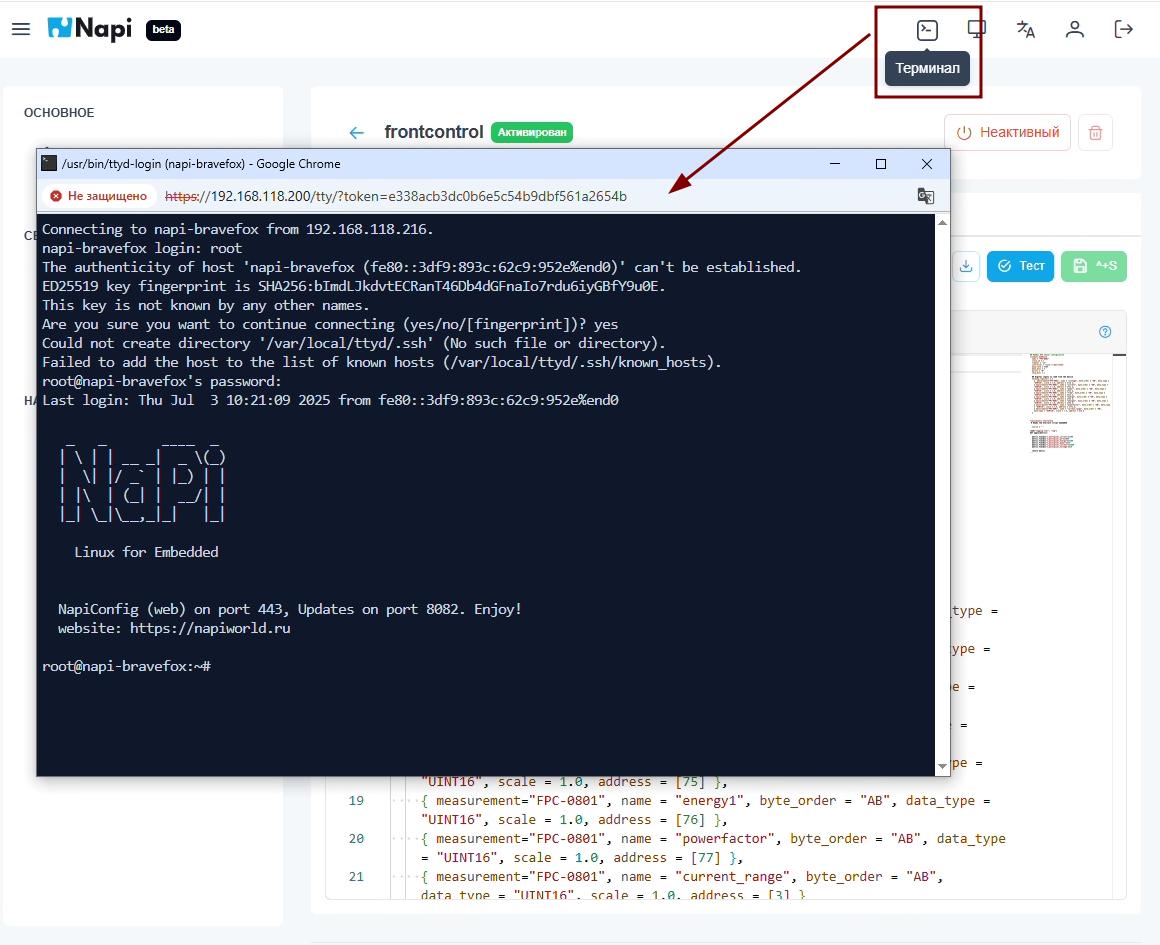 Napi beta
Терминал
ОСНОВНОЕ
frontcontrol Активирован
Неактивный
/usr/bin/ttyd-login (napi-bravefox) - Google Chrome
Не защищено https://192.168.118.200/tty/?token=e338acb3dc0b6e5c54b9dbf561a2654b
Connecting to napi-bravefox from 192.168.118.216.
napi-bravefox login: root
The authenticity of host 'napi-bravefox (fe80::3df9:893c:62c9:952e%end0)' can't be established.
ED25519 key fingerprint is SHA256:bImdLJkdvtECRanT46Db4dGFnaIo7rdu6iyGBfY9u0E.
This key is not known by any other names.
Are you sure you want to continue connecting (yes/no/[fingerprint])? yes
Could not create directory '/var/local/ttyd/.ssh' (No such file or directory).
Failed to add the host to the list of known hosts (/var/local/ttyd/.ssh/known_hosts).
root@napi-bravefox's password:
Last login: Thu Jul  3 10:21:09 2025 from fe80::3df9:893c:62c9:952e%end0
NaPi
Linux for Embedded
NapiConfig (web) on port 443, Updates on port 8082. Enjoy!
website: https://napiworld.ru
root@napi-bravefox:~#
СЕ
НА
Тест
^+S
_type =
ype =
e =
=
pe =
"UINT16", scale = 1.0, address = [75] },
19 { measurement="FPC-0801", name = "energy1", byte_order = "AB", data_type =
"UINT16", scale = 1.0, address = [76] },
20 { measurement="FPC-0801", name = "powerfactor", byte_order = "AB", data_type
= "UINT16", scale = 1.0, address = [77] },
21 { measurement="FPC-0801", name = "current_range", byte_order = "AB",
data_type = "UINT16", scale = 1.0, address = [3] }